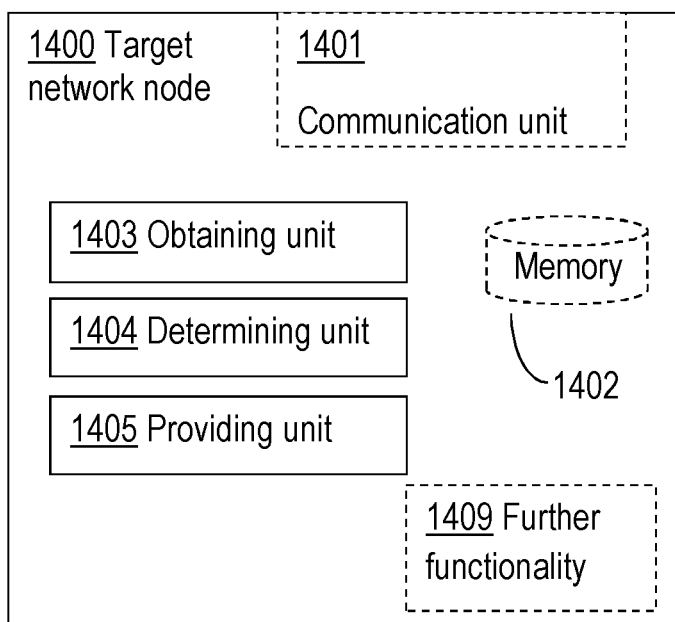 1400 Target
network node
1401
Communication unit
1403 Obtaining unit
Memory
1404 Determining unit
1402
1405 Providing unit
1409 Further
functionality